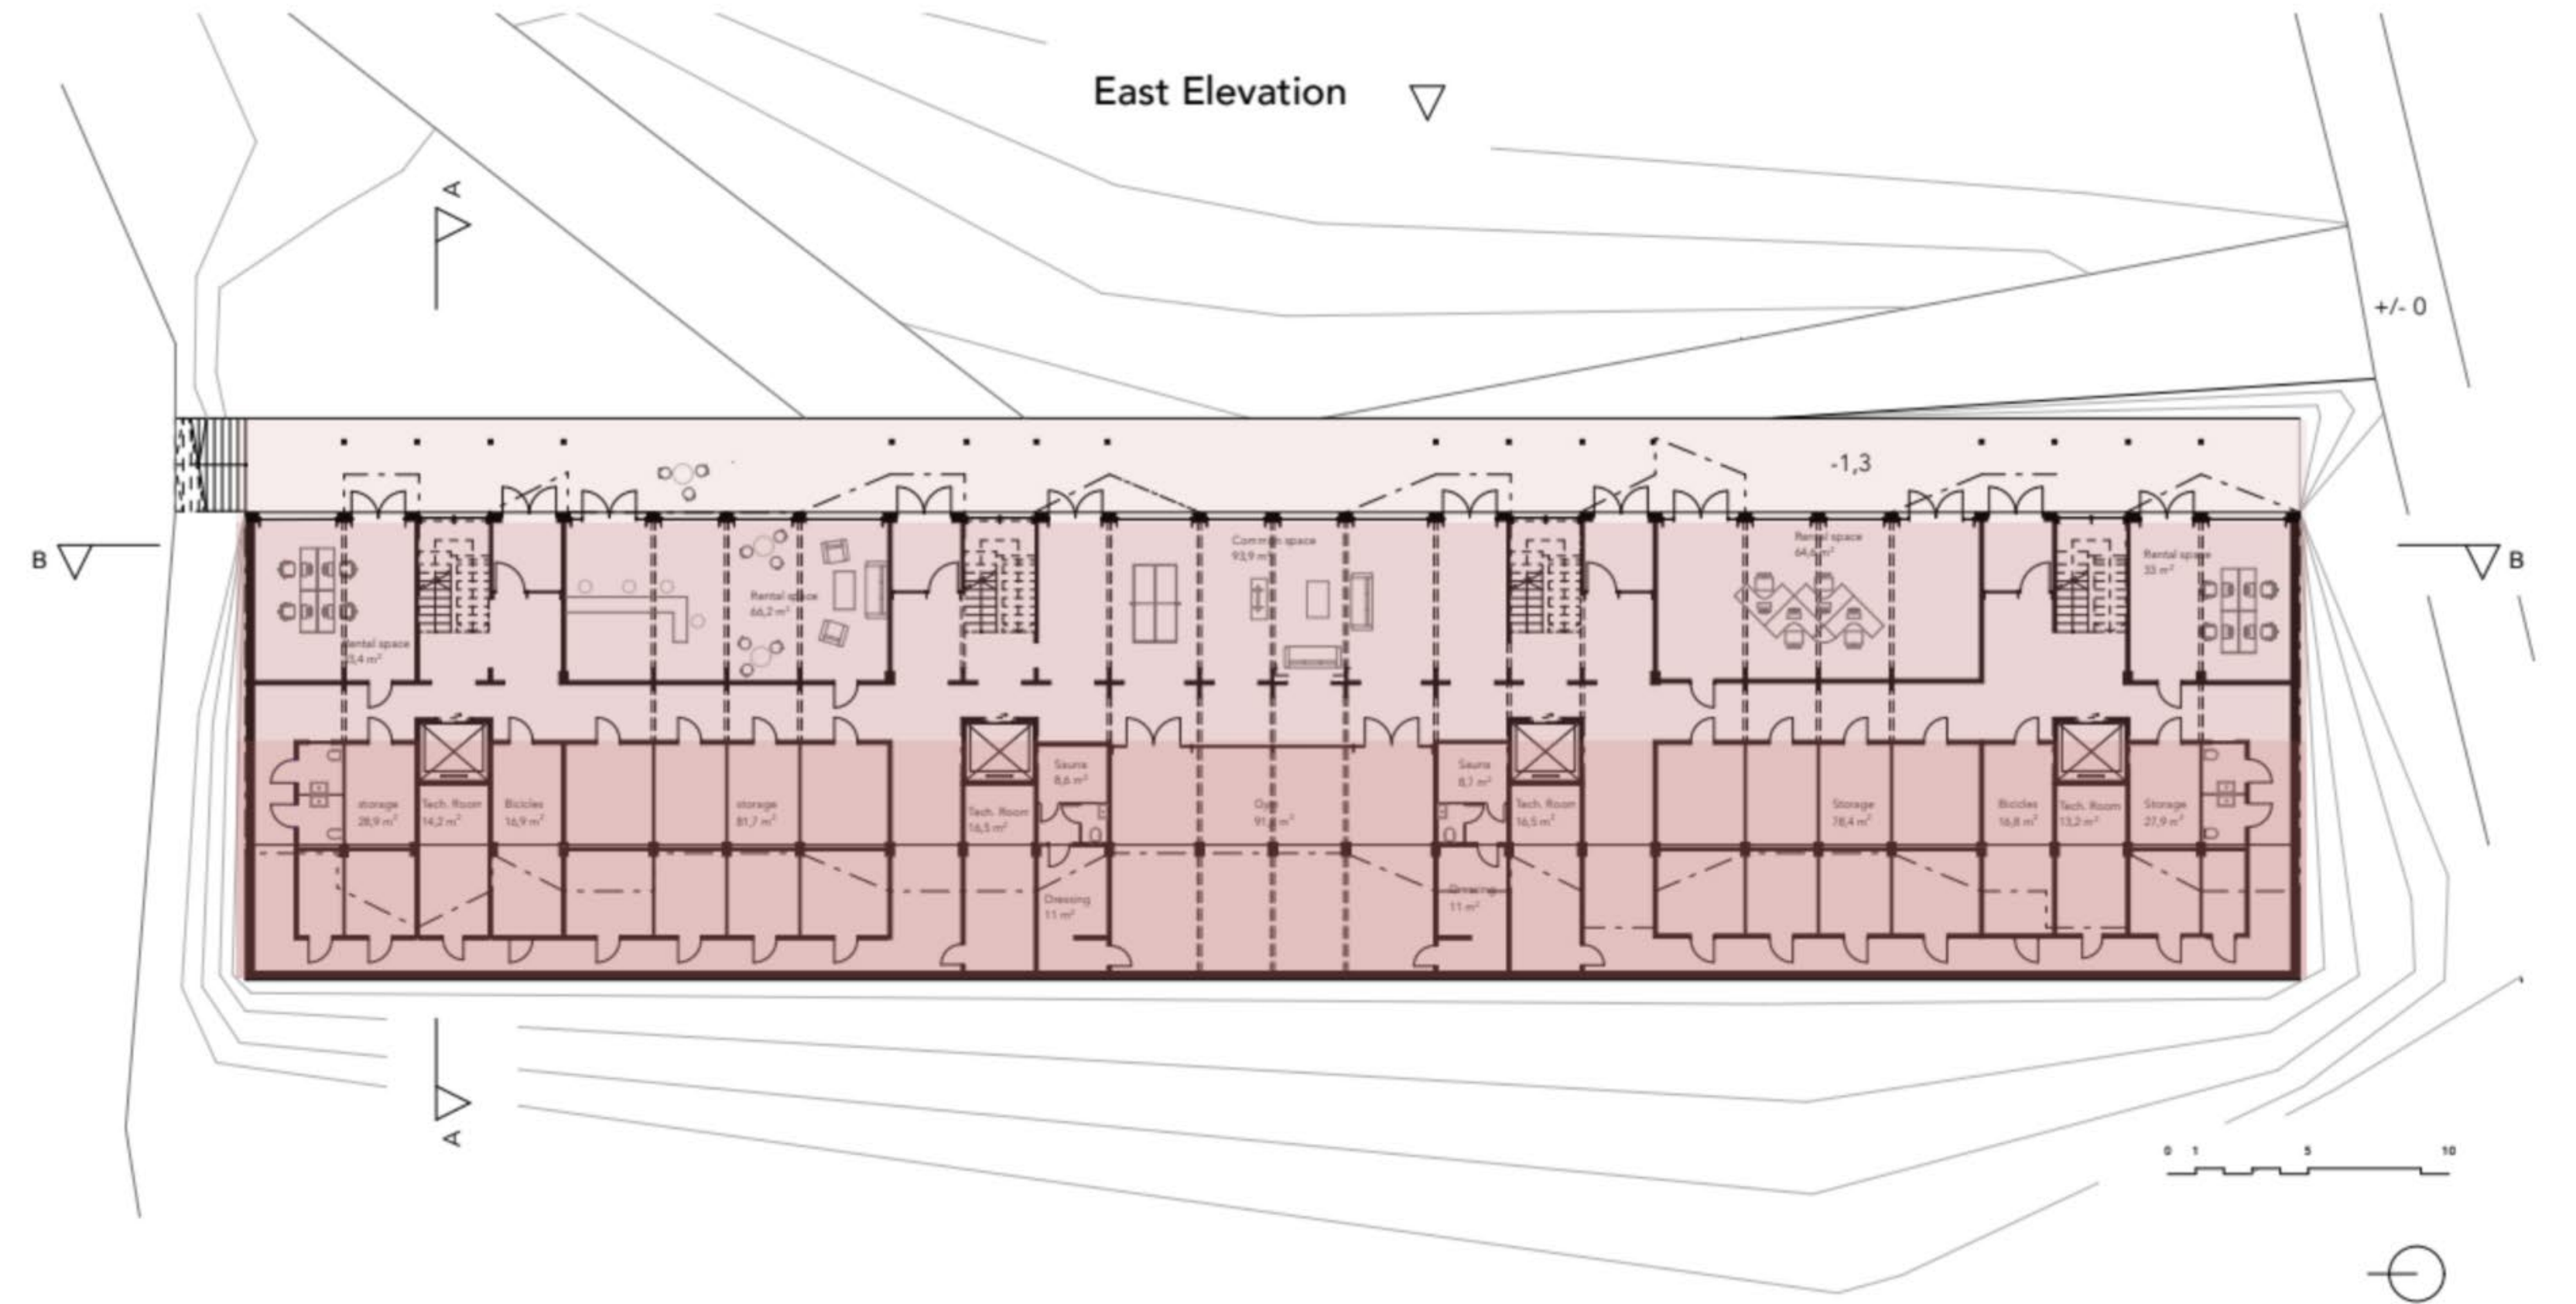 East Elevation
A
+/- 0
-1,3
B
B
Common space
93,9 m²
Rental space
64,6 m²
Rental space
33 m²
Rental space
66,2 m²
Rental space
Sauna
8,6 m²
Sauna
8,1 m²
storage
28,9 m²
Tech. Room
14,2 m²
Bicicles
16,9 m²
storage
81,7 m²
Tech. Room
16,5 m²
Tech. Room
16,5 m²
Storage
78,4 m²
Bicicles
16,8 m²
Tech. Room
13,2 m²
Storage
27,9 m²
Dressing
11 m²
Dressing
11 m²
A
0 1 5 10